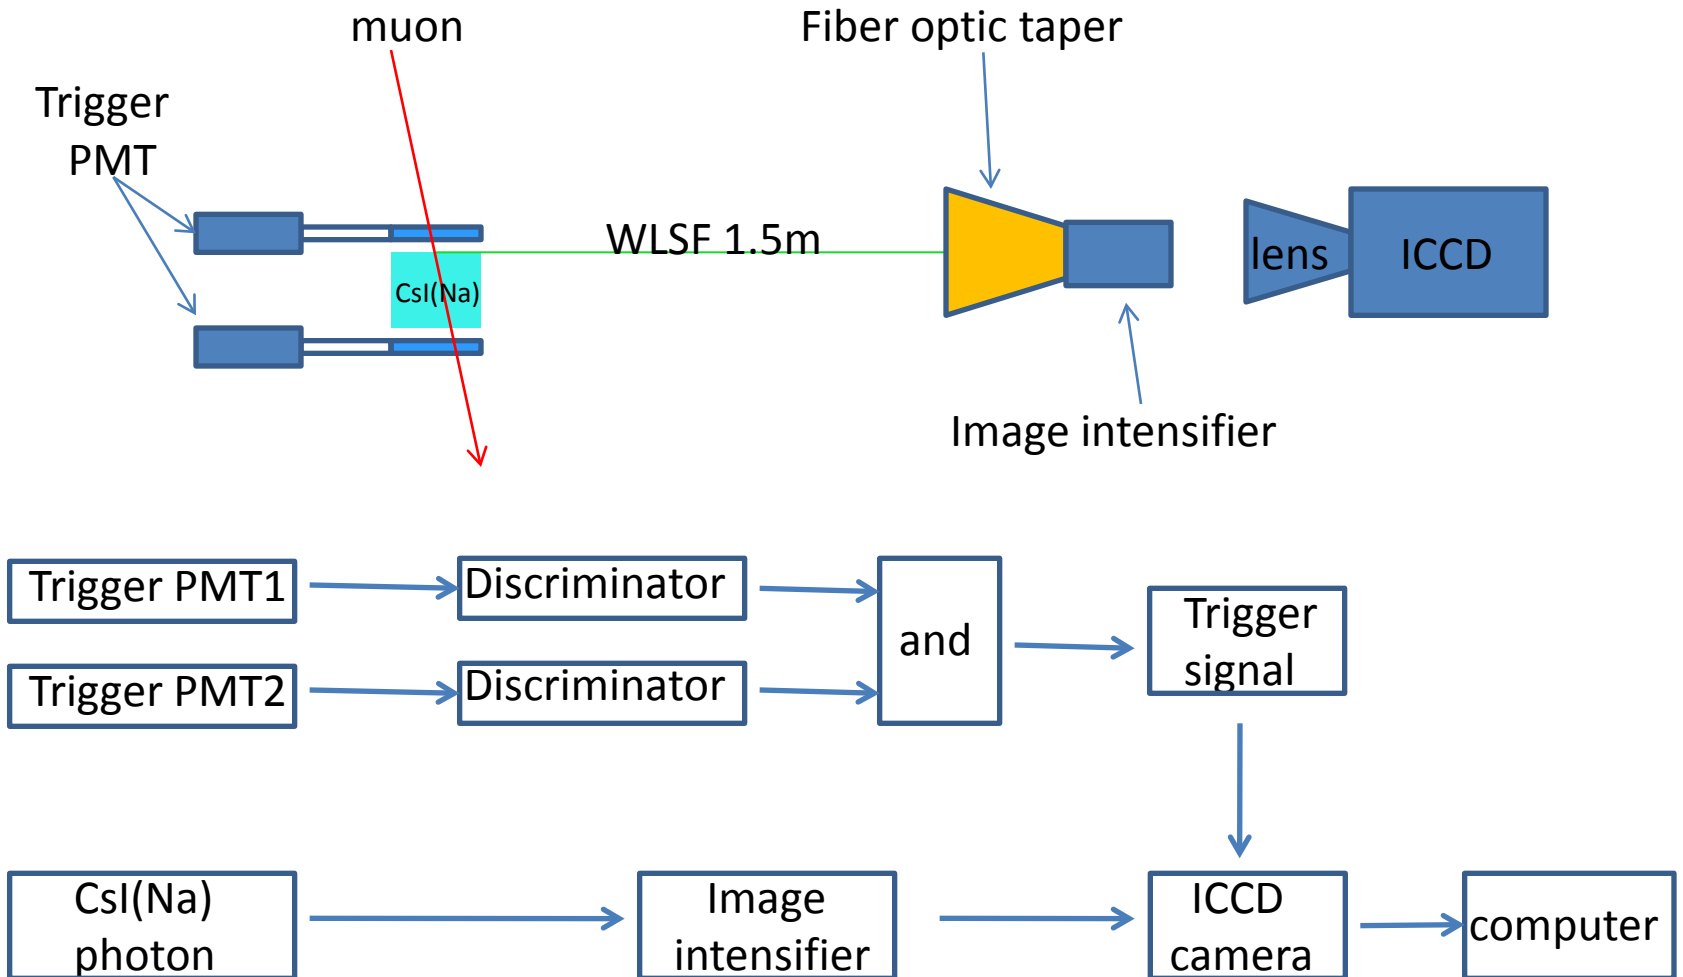 muon
Fiber optic taper
Trigger
PMT
WLSF 1.5m
CsI(Na)
lens
ICCD
Image intensifier
Trigger PMT1
Discriminator
and
Trigger
signal
Trigger PMT2
Discriminator
CsI(Na)
photon
Image
intensifier
ICCD
camera
computer